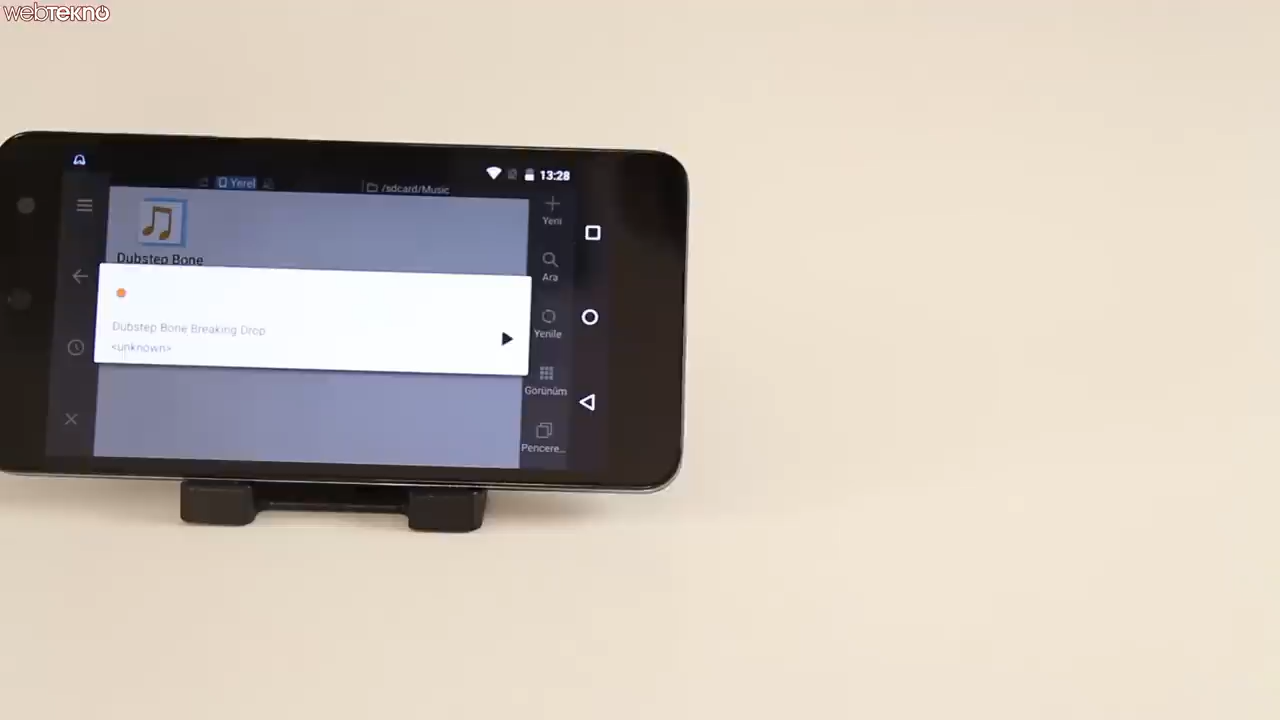 webtekno
13:28
Yerel
/sdcard/Music
Yeni
Dubstep Bone
Ara
Dubstep Bone Breaking Drop
<unknown>
Yenile
Görünüm
Pencere...